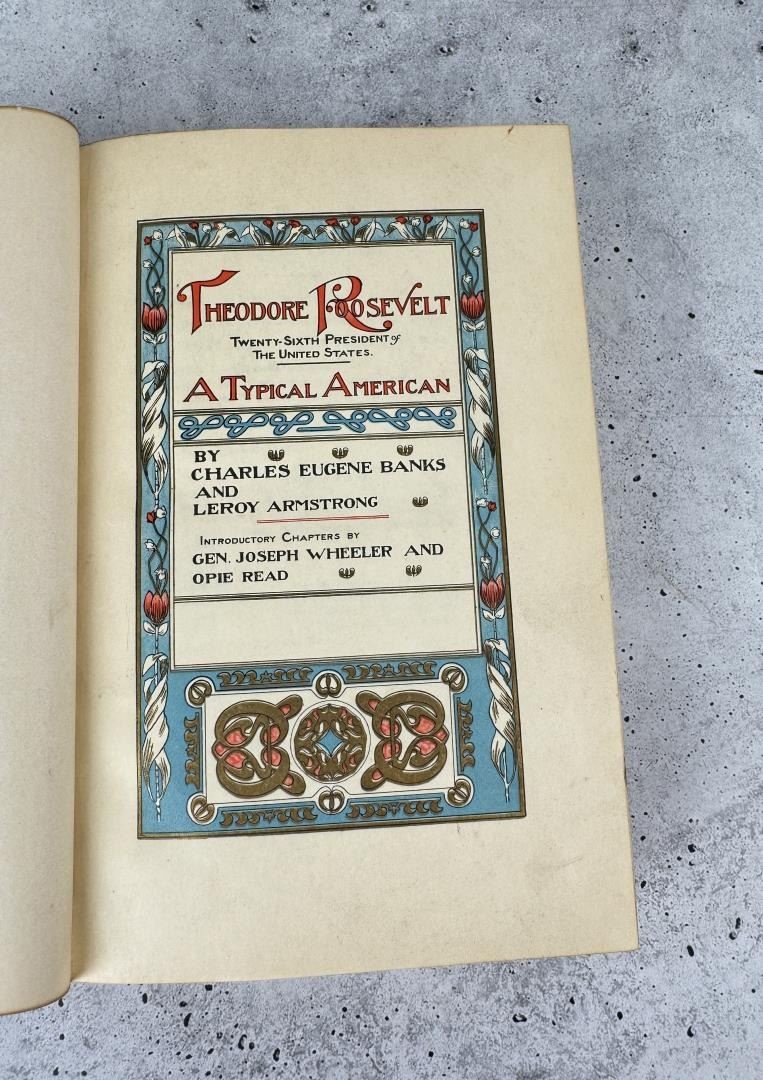 THEODORE ROOSEVELT
TWENTY-SIXTH PRESIDENT of
THE UNITED STATES.
A TYPICAL AMERICAN
BY
CHARLES EUGENE BANKS
AND
LEROY ARMSTRONG
INTRODUCTORY CHAPTERS BY
GEN. JOSEPH WHEELER AND
OPIE READ